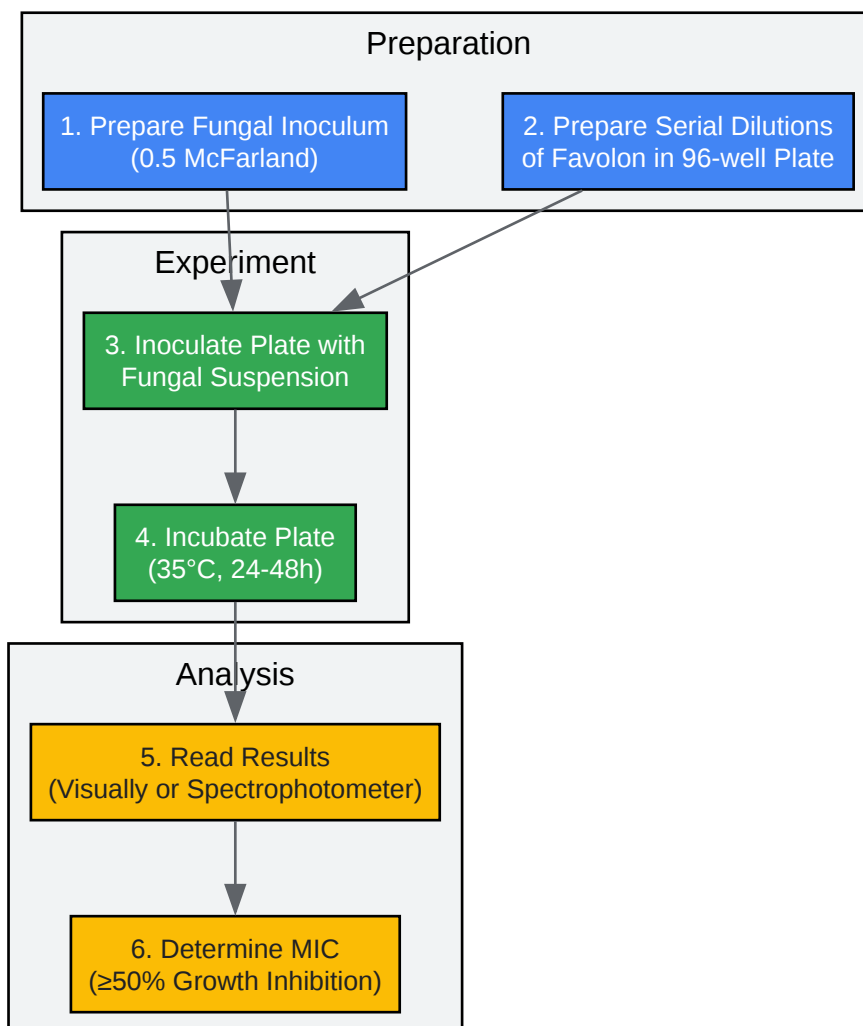 Preparation
1. Prepare Fungal Inoculum
(0.5 McFarland)
2. Prepare Serial Dilutions
of Favolon in 96-well Plate
Experiment
3. Inoculate Plate with
Fungal Suspension
4. Incubate Plate
(35°C, 24-48h)
Analysis
5. Read Results
(Visually or Spectrophotometer)
6. Determine MIC
(≥50% Growth Inhibition)